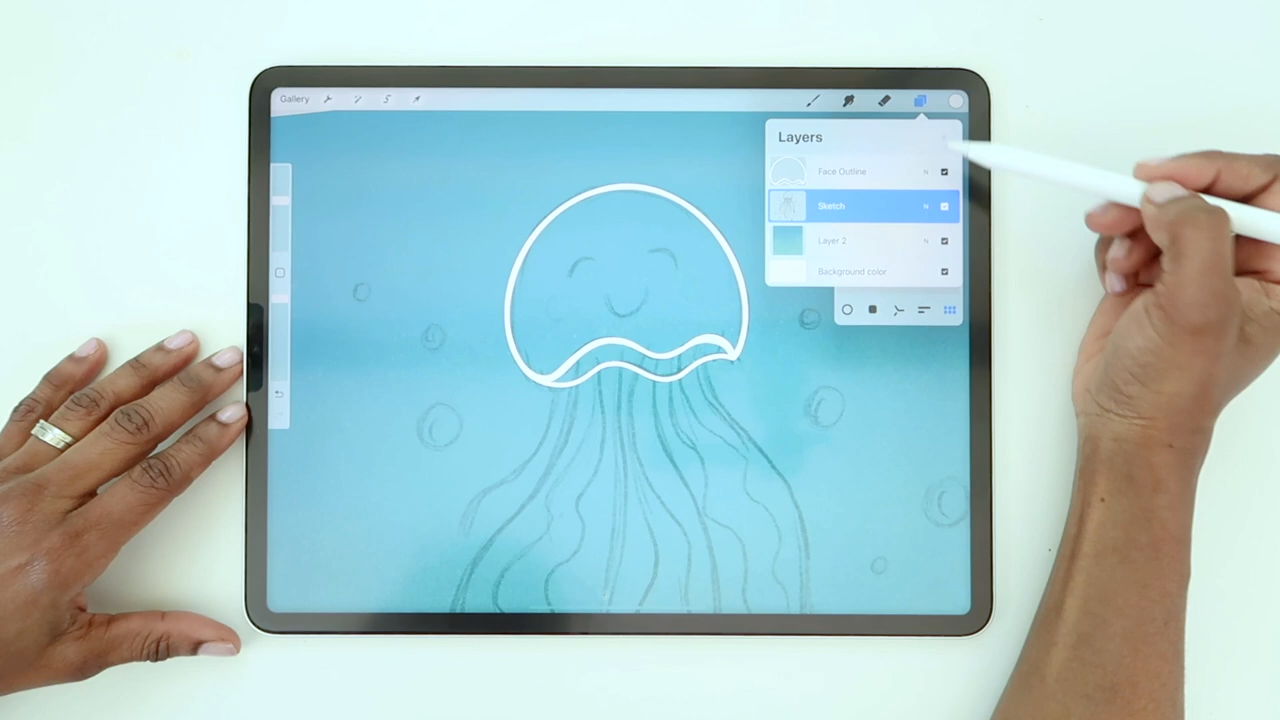 Gallery
Layers
Face Outline N
Sketch N
Layer 2 N
Background color